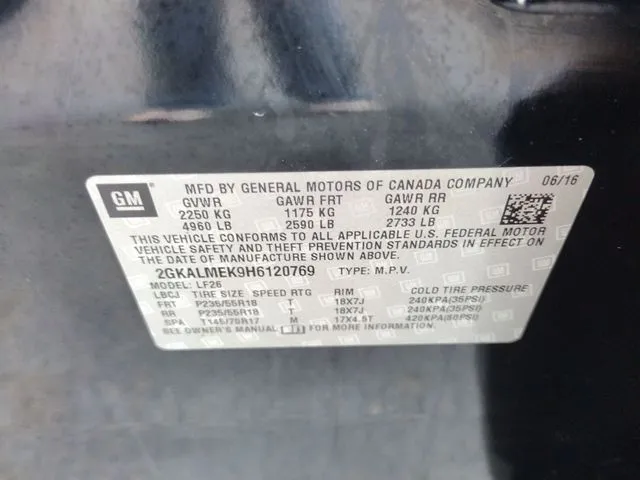 GM MFD BY GENERAL MOTORS OF CANADA COMPANY 06/16
GVWR GAWR FRT GAWR RR
2250 KG 1175 KG 1240 KG
4960 LB 2590 LB 2733 LB
THIS VEHICLE CONFORMS TO ALL APPLICABLE U.S. FEDERAL MOTOR
VEHICLE SAFETY, BUMPER, AND THEFT PREVENTION STANDARDS IN EFFECT
ON THE DATE OF MANUFACTURE SHOWN ABOVE.
2GKALMEK9H6120769 TYPE: M.P.V.
MODEL: LF26
LBCJ TIRE SIZE SPEED RTG RIM COLD TIRE PRESSURE
FRT P235/55R18 T 18X7J 240KPA(35PSI)
RR P235/55R18 T 18X7J 240KPA(35PSI)
SPA T145/70R17 M 17X4.5T 420KPA(60PSI)
SEE OWNER'S MANUAL FOR MORE INFORMATION.